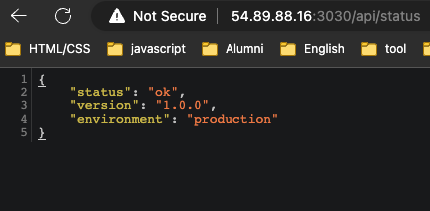 Not Secure | 54.89.88.16:3030/api/status
HTML/CSS javascript Alumni English tool
1 {
2 "status": "ok",
3 "version": "1.0.0",
4 "environment": "production"
5 }